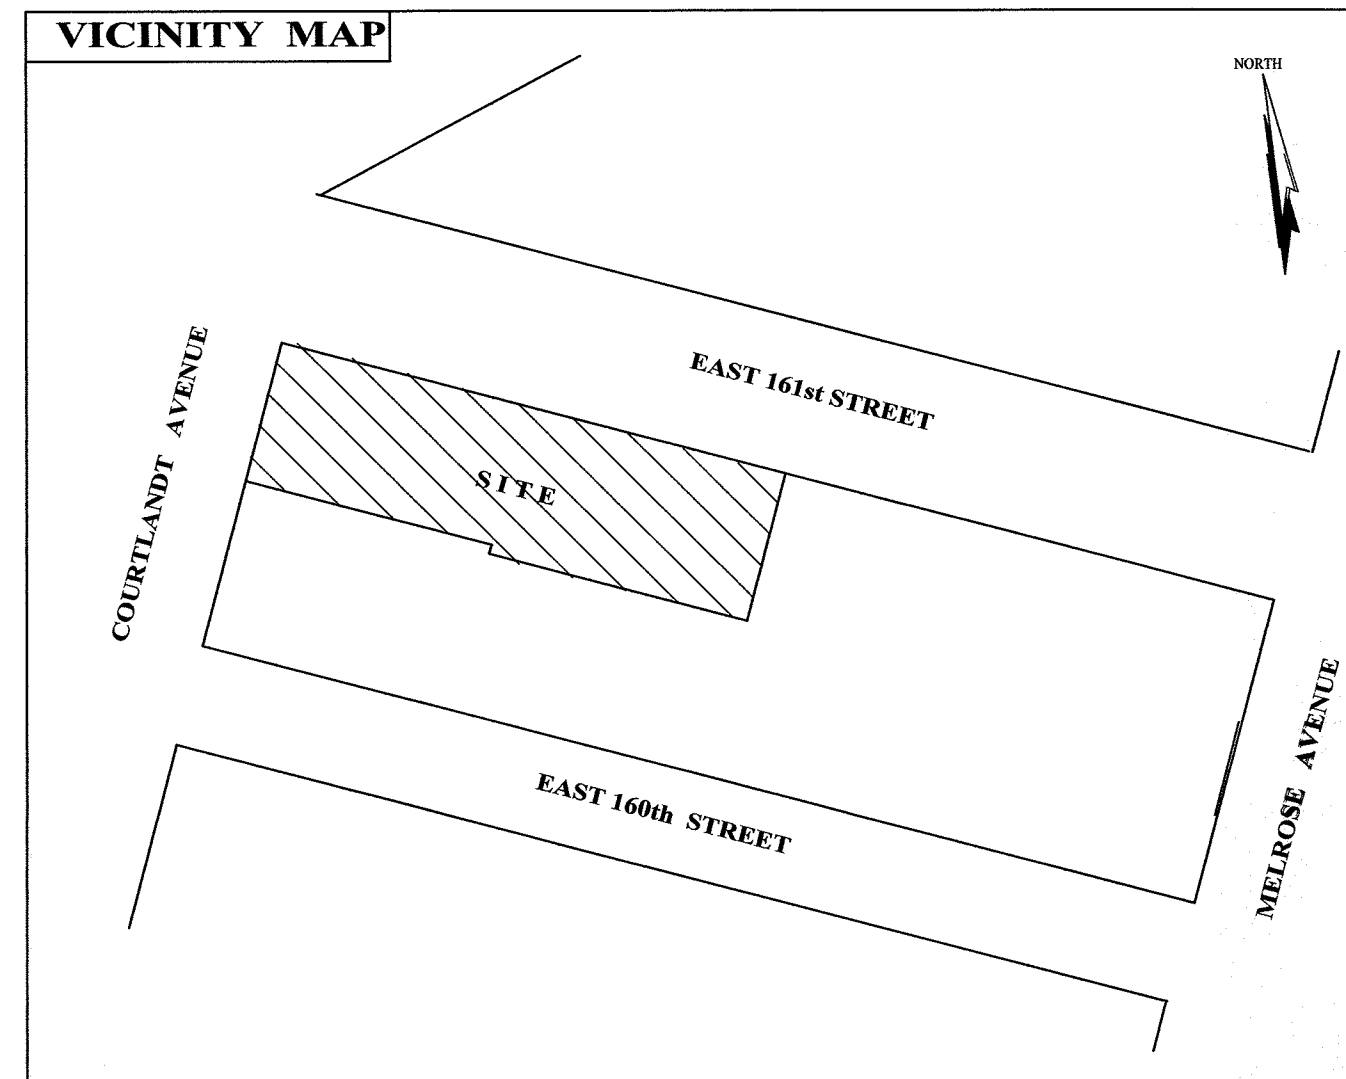 VICINITY MAP
NORTH
COURTLANDT AVENUE
EAST 161st STREET
SITE
MELROSE AVENUE
EAST 160th STREET